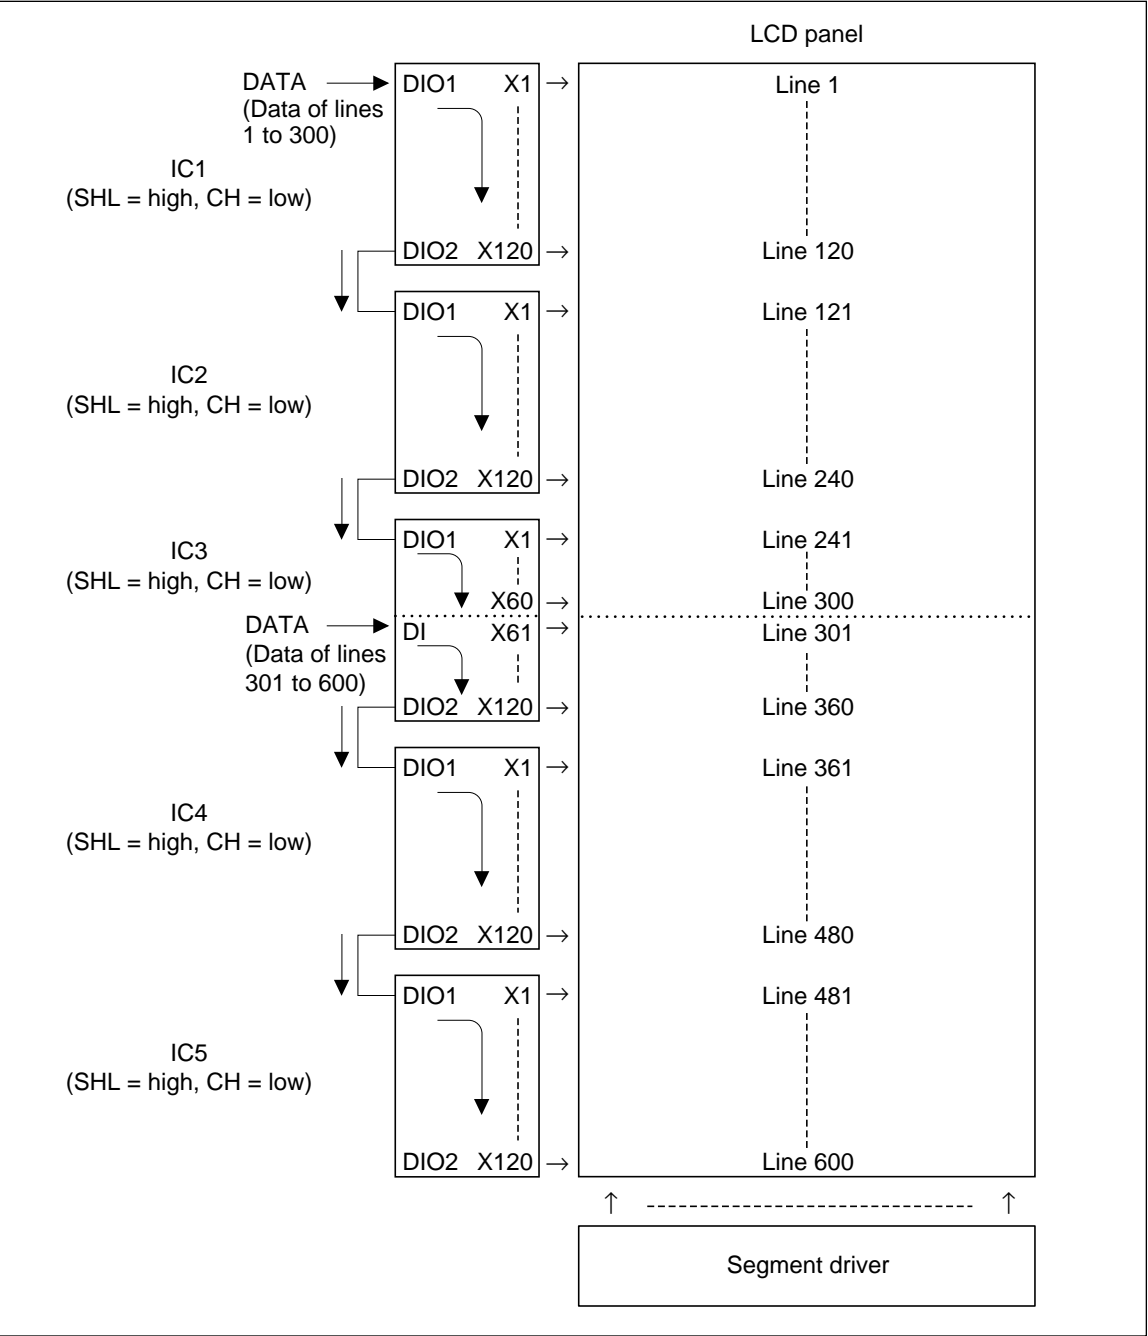 LCD panel
DATA
(Data of lines
1 to 300)
DIO1 X1 → Line 1
IC1
(SHL = high, CH = low)
DIO2 X120 → Line 120
DIO1 X1 → Line 121
IC2
(SHL = high, CH = low)
DIO2 X120 → Line 240
DIO1 X1 → Line 241
IC3
(SHL = high, CH = low)
X60 → Line 300
DATA
(Data of lines
301 to 600)
DI X61 → Line 301
DIO2 X120 → Line 360
DIO1 X1 → Line 361
IC4
(SHL = high, CH = low)
DIO2 X120 → Line 480
DIO1 X1 → Line 481
IC5
(SHL = high, CH = low)
DIO2 X120 → Line 600
↑ ↑
Segment driver